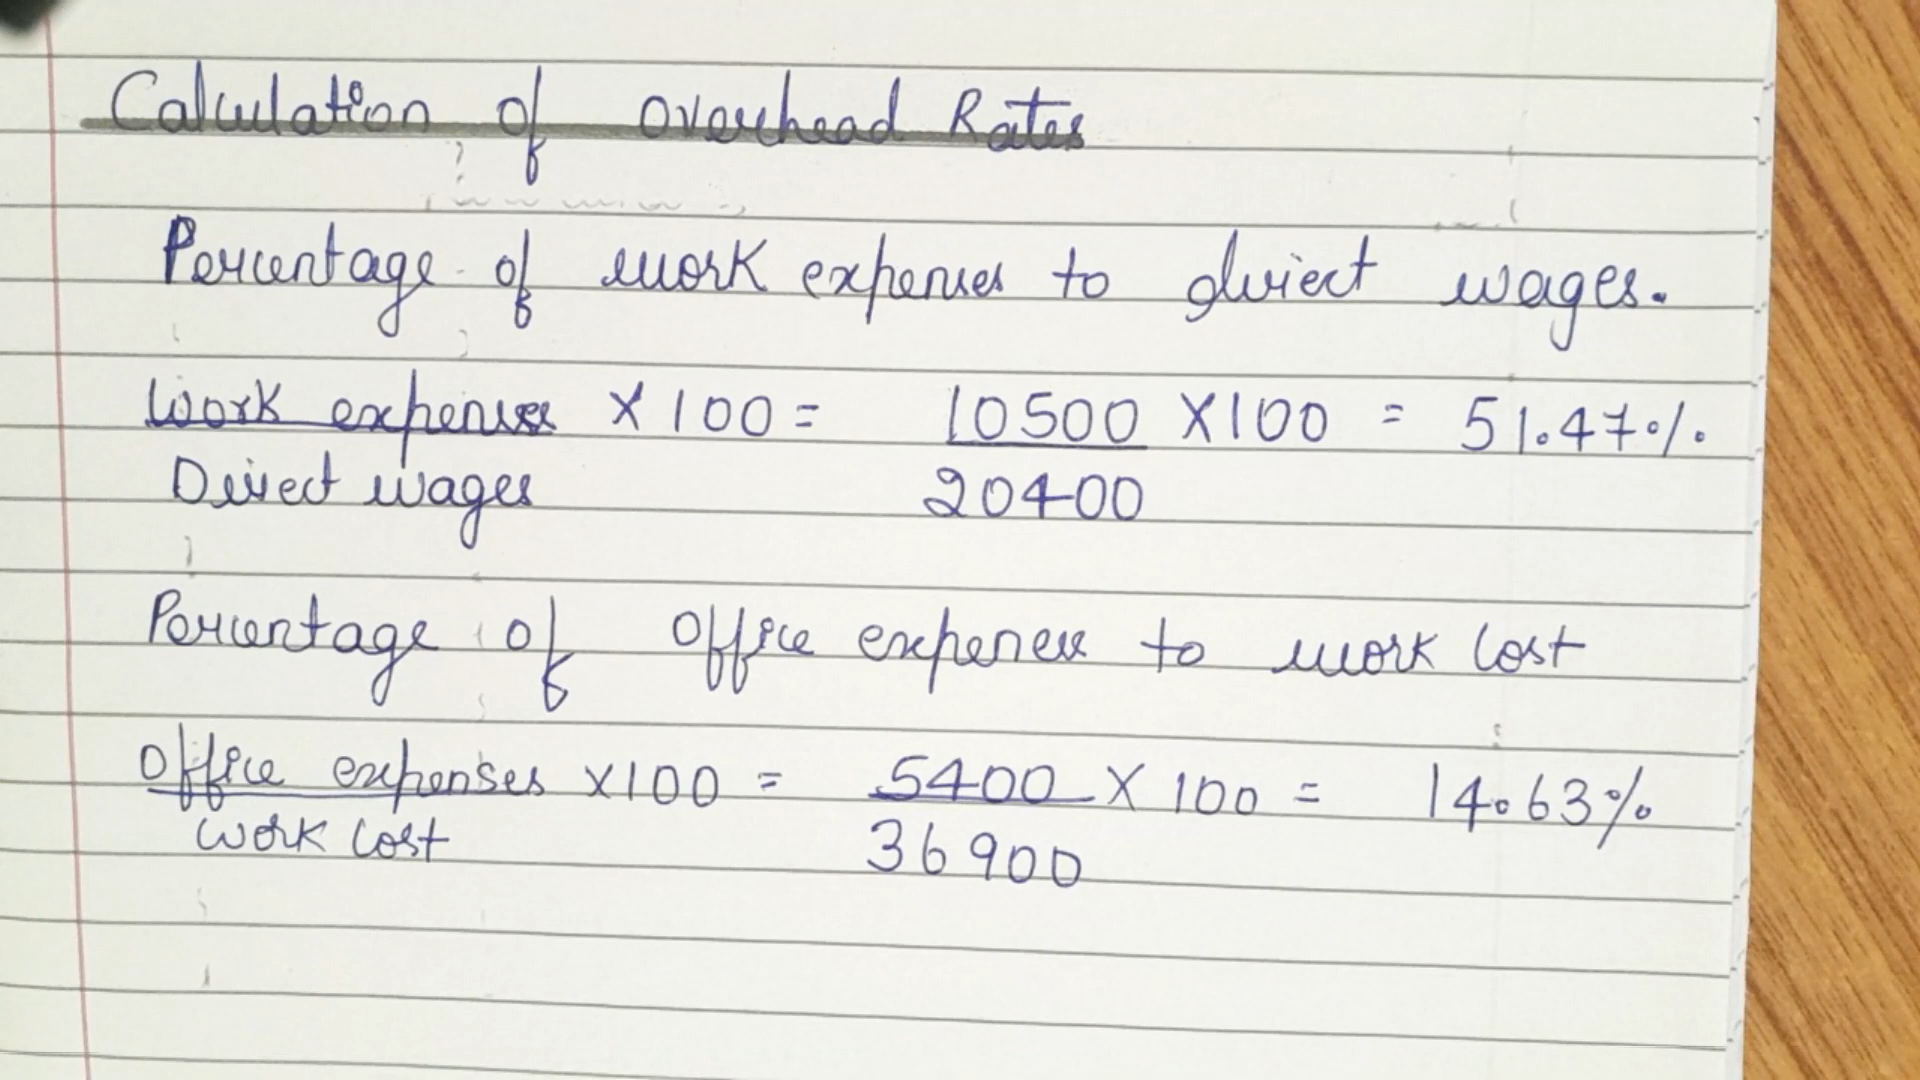 Calculation of overhead Rates
Percentage of work expenses to direct wages.
Work expenses X 100 = 10500 X 100 = 51.47%
Direct wages 20400
Percentage of Office expenses to work cost
Office expenses X100 = 5400 X 100 = 14.63%
Work cost 36900